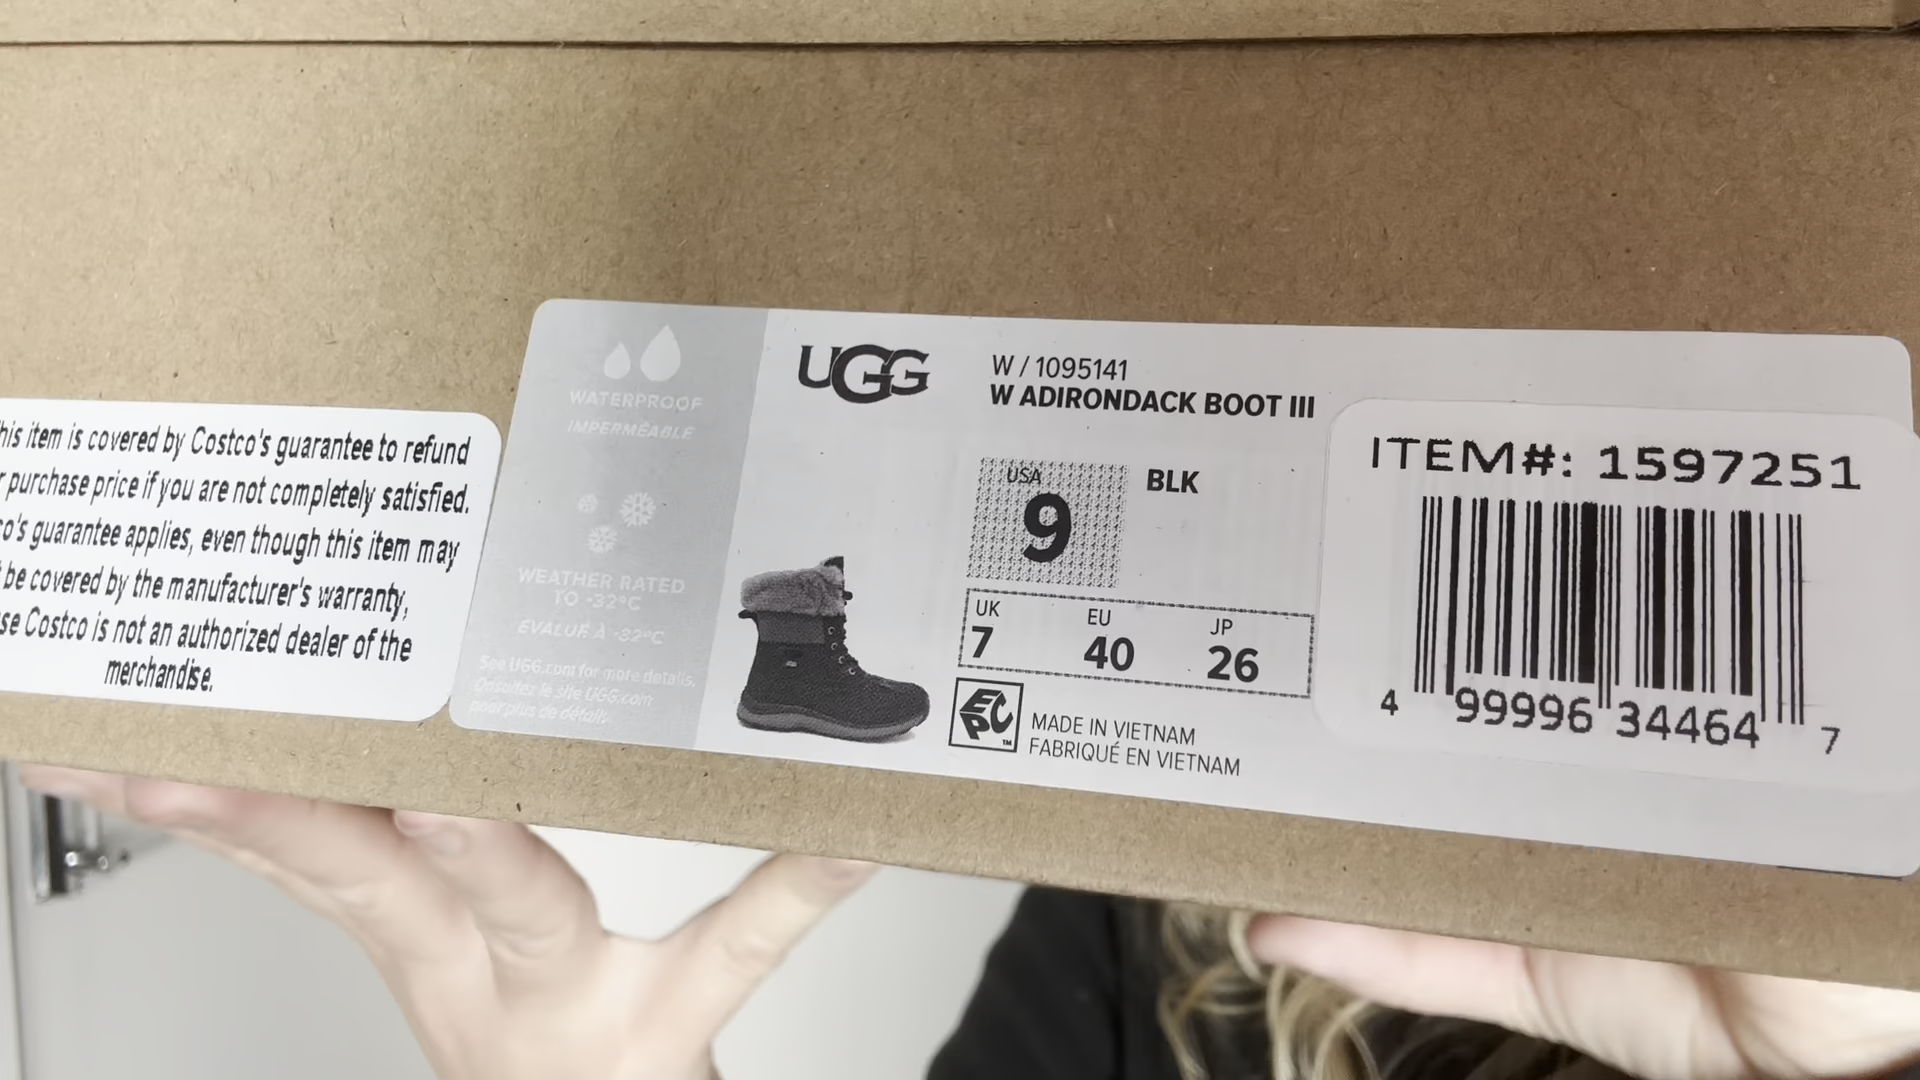 his item is covered by Costco's guarantee to refund
r purchase price if you are not completely satisfied.
co's guarantee applies, even though this item may
be covered by the manufacturer's warranty,
se Costco is not an authorized dealer of the
merchandise.
WATERPROOF
IMPERMÉABLE
WEATHER RATED
TO -32°C
ÉVALUÉ À -32°C
See UGG.com for more details.
Consultez le site UGG.com
pour plus de détails.
UGG
W / 1095141
W ADIRONDACK BOOT III
USA
9
BLK
UK EU JP
7 40 26
EPC
TM
MADE IN VIETNAM
FABRIQUÉ EN VIETNAM
ITEM#: 1597251
4 99996 34464 7